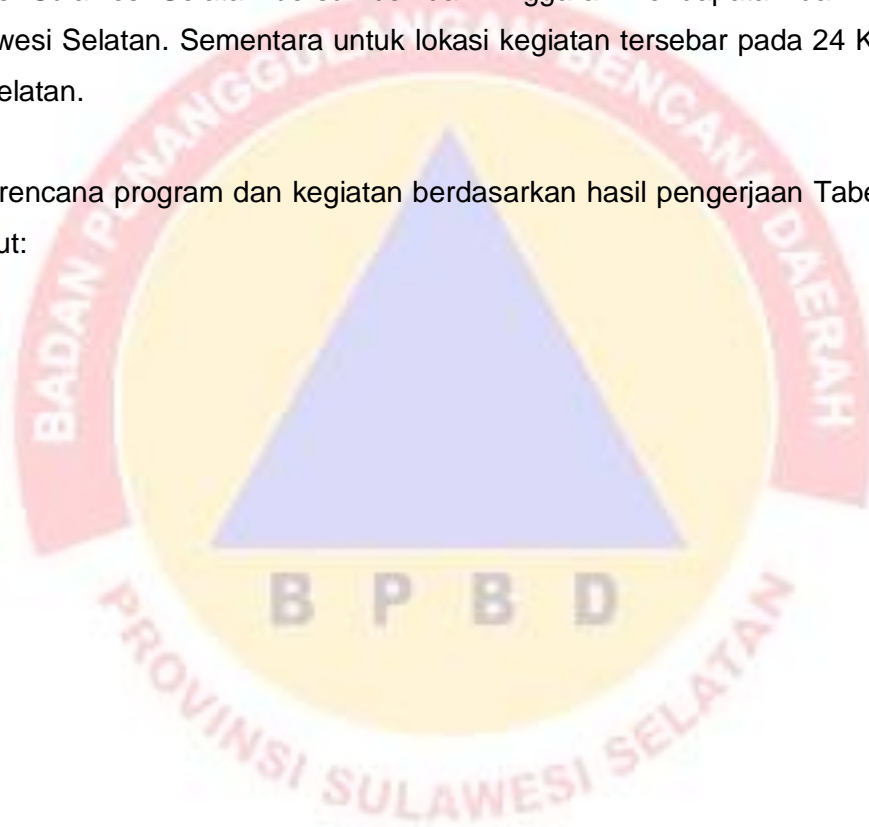 wesi Selatan. Sementara untuk lokasi kegiatan tersebar pada 24 K
elatan.
rencana program dan kegiatan berdasarkan hasil pengerjaan Tabe
ut:
BADAN PENANGGULANGAN BENCANA DAERAH
B P B D
PROVINSI SULAWESI SELATAN